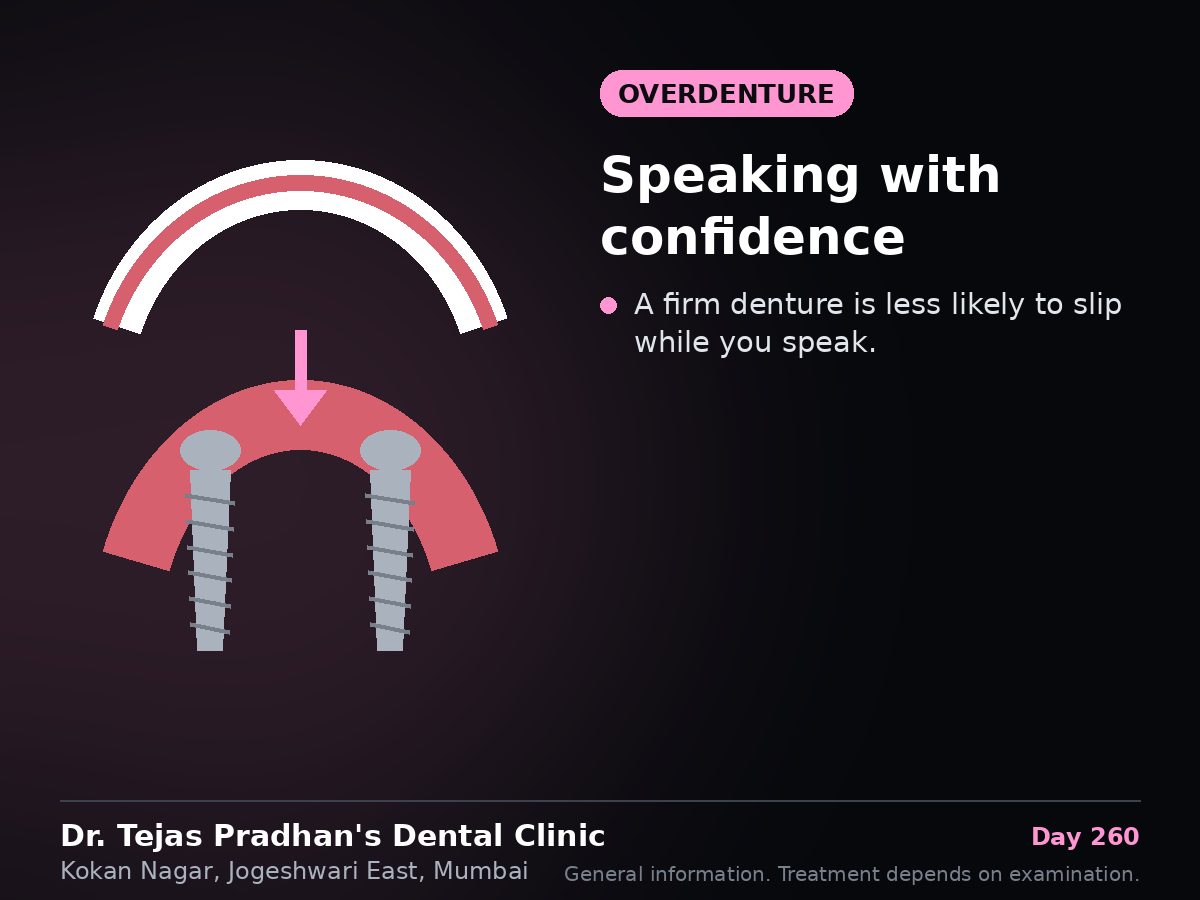 OVERDENTURE
Speaking with
confidence
A firm denture is less likely to slip
while you speak.
Dr. Tejas Pradhan's Dental Clinic
Day 260
Kokan Nagar, Jogeshwari East, Mumbai
General information. Treatment depends on examination.